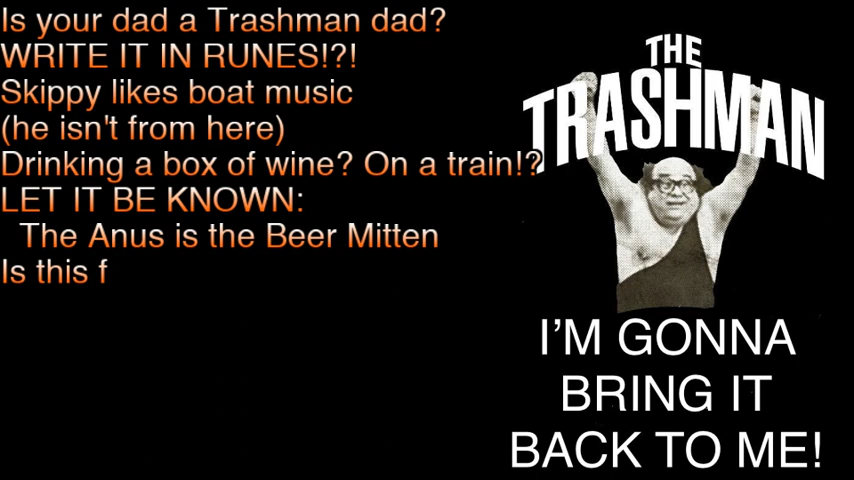 Is your dad a Trashman dad?
WRITE IT IN RUNES!?!
Skippy likes boat music
(he isn't from here)
Drinking a box of wine? On a train!?
LET IT BE KNOWN:
The Anus is the Beer Mitten
Is this f
THE
TRASHMAN
I'M GONNA
BRING IT
BACK TO ME!